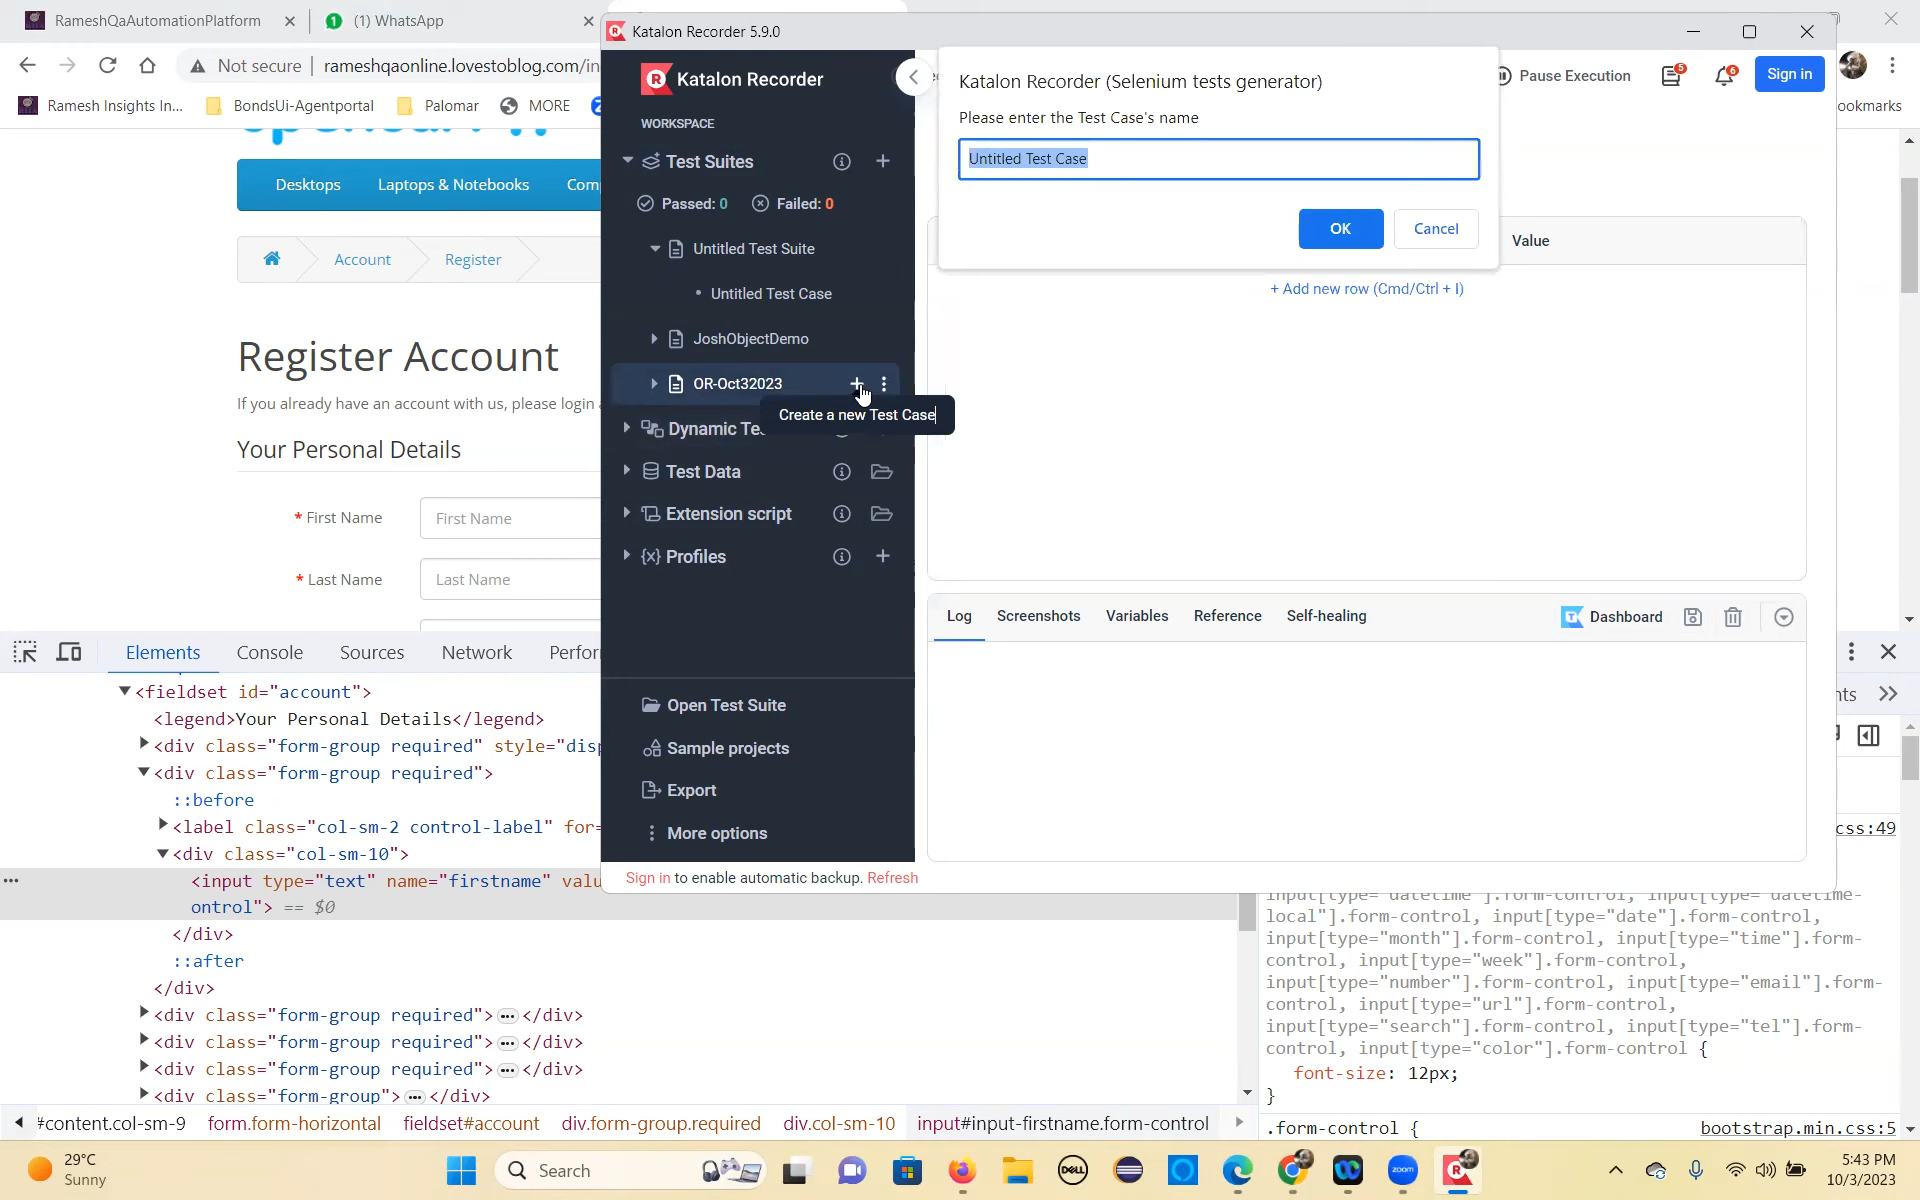 RameshQaAutomationPlatform
(1) WhatsApp
Not secure
rameshqaonline.lovestoblog.com/in
Ramesh Insights In...
BondsUi-Agentportal
Palomar
MORE
ookmarks
Desktops
Laptops & Notebooks
Com
Account
Register
Register Account
If you already have an account with us, please login
Your Personal Details
* First Name
First Name
* Last Name
Last Name
Katalon Recorder 5.9.0
Katalon Recorder
WORKSPACE
Test Suites
Passed: 0
Failed: 0
Untitled Test Suite
Untitled Test Case
JoshObjectDemo
OR-Oct32023
Create a new Test Case
Dynamic Te
Test Data
Extension script
{x} Profiles
Open Test Suite
Sample projects
Export
More options
Sign in to enable automatic backup. Refresh
Katalon Recorder (Selenium tests generator)
Please enter the Test Case's name
Untitled Test Case
OK
Cancel
Pause Execution
5
6
Sign in
Value
+ Add new row (Cmd/Ctrl + I)
Log
Screenshots
Variables
Reference
Self-healing
Dashboard
Elements
Console
Sources
Network
Perfor
<fieldset id="account">
<legend>Your Personal Details</legend>
<div class="form-group required" style="disp
<div class="form-group required">
::before
<label class="col-sm-2 control-label" for=
<div class="col-sm-10">
<input type="text" name="firstname" valu
ontrol"> == $0
</div>
::after
</div>
<div class="form-group required">…</div>
<div class="form-group required">…</div>
<div class="form-group required">…</div>
<div class="form-group">…</div>
#content.col-sm-9
form.form-horizontal
fieldset#account
div.form-group.required
div.col-sm-10
input#input-firstname.form-control
nts
css:49
input[type="datetime"].form-control, input[type="datetime-
local"].form-control, input[type="date"].form-control,
input[type="month"].form-control, input[type="time"].form-
control, input[type="week"].form-control,
input[type="number"].form-control, input[type="email"].form-
control, input[type="url"].form-control,
input[type="search"].form-control, input[type="tel"].form-
control, input[type="color"].form-control {
font-size: 12px;
}
.form-control {
bootstrap.min.css:5
29°C
Sunny
Search
DELL
zoom
5:43 PM
10/3/2023